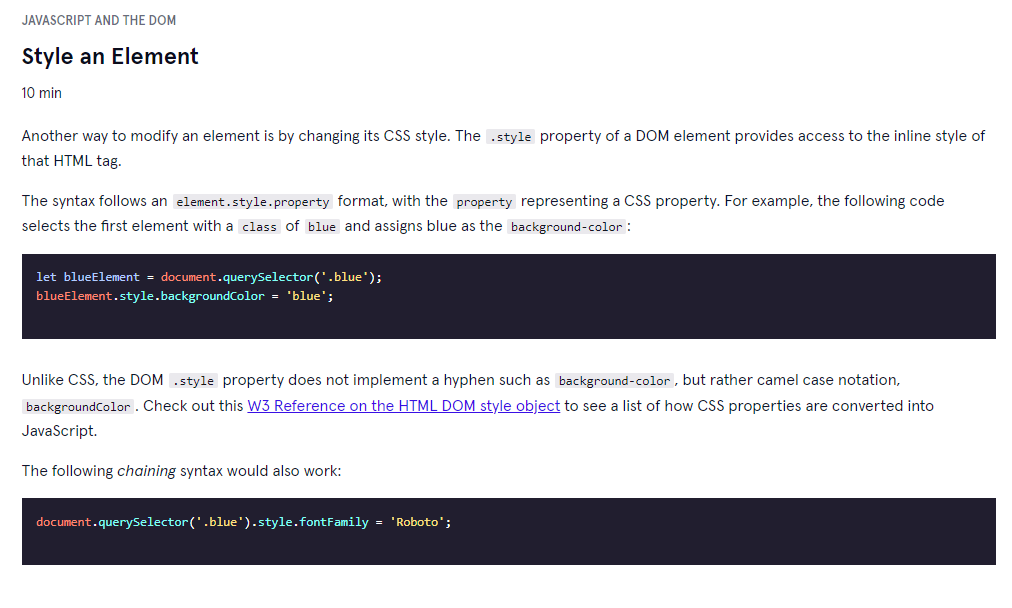 JAVASCRIPT AND THE DOM
Style an Element
10 min
Another way to modify an element is by changing its CSS style. The .style property of a DOM element provides access to the inline style of
that HTML tag.
The syntax follows an element.style.property format, with the property representing a CSS property. For example, the following code
selects the first element with a class of blue and assigns blue as the background-color:
let blueElement = document.querySelector('.blue');
blueElement.style.backgroundColor = 'blue';
Unlike CSS, the DOM .style property does not implement a hyphen such as background-color, but rather camel case notation,
backgroundColor. Check out this W3 Reference on the HTML DOM style object to see a list of how CSS properties are converted into
JavaScript.
The following chaining syntax would also work:
document.querySelector('.blue').style.fontFamily = 'Roboto';